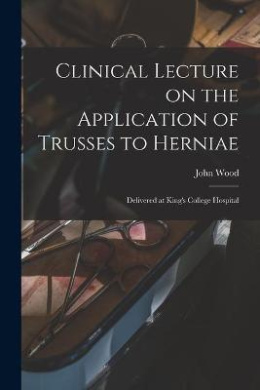 Clinical Lecture
on the
Application of
Trusses to Herniae
John Wood
Delivered at King's College Hospital